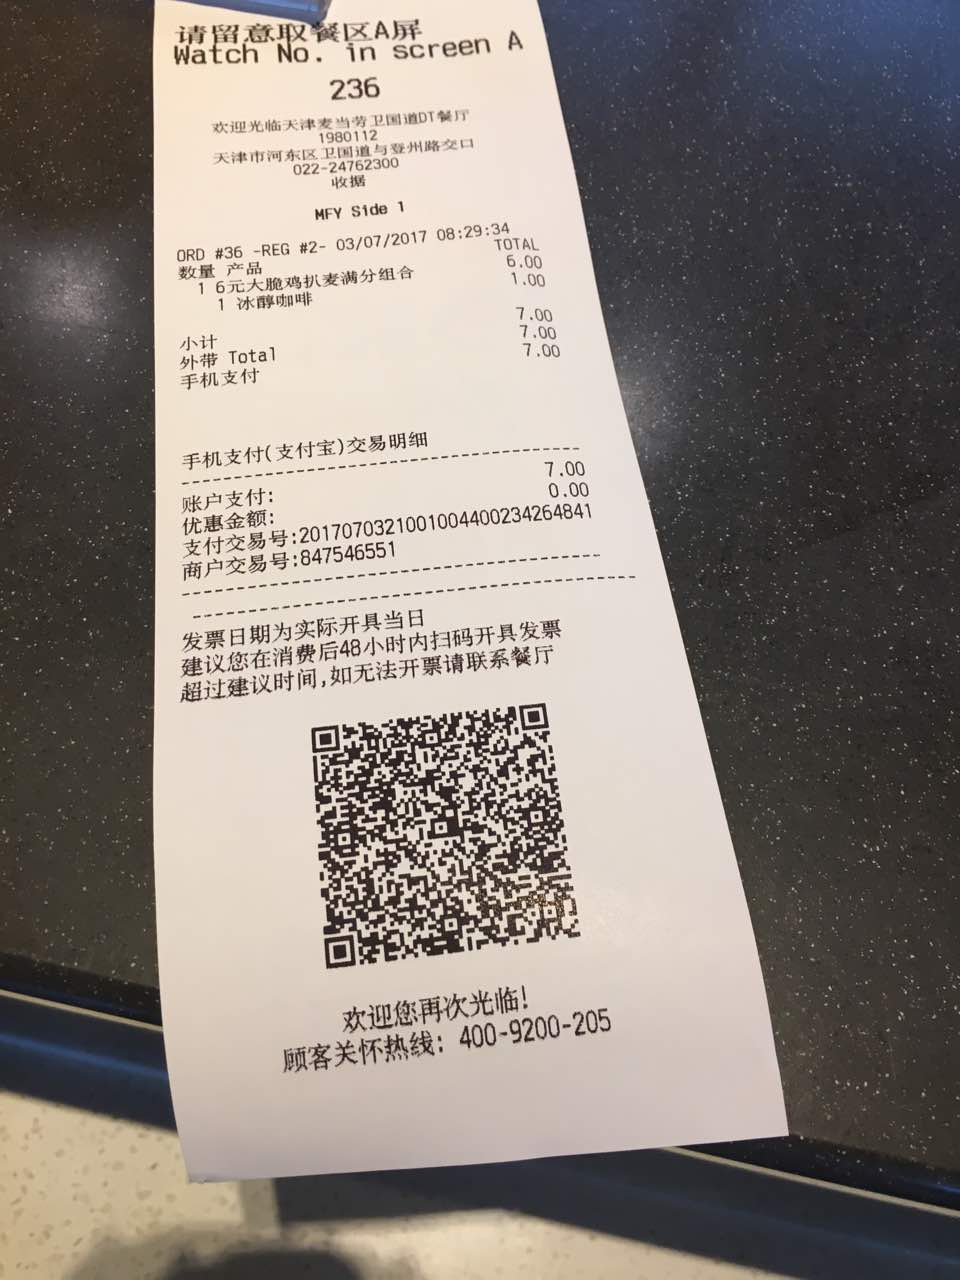 请留意取餐区A屏
Watch No. in screen A
236
欢迎光临天津麦当劳卫国道DT餐厅
1980112
天津市河东区卫国道与登州路交口
022-24762300
收据
MFY Side 1
ORD #36 -REG #2- 03/07/2017 08:29:34
数量 产品 TOTAL
1 6元大脆鸡扒麦满分组合 6.00
1 冰醇咖啡 1.00
小计 7.00
外带 Total 7.00
手机支付 7.00
手机支付(支付宝)交易明细
账户支付: 7.00
优惠金额: 0.00
支付交易号:2017070321001004400234264841
商户交易号:847546551
发票日期为实际开具当日
建议您在消费后48小时内扫码开具发票
超过建议时间,如无法开票请联系餐厅
欢迎您再次光临!
顾客关怀热线: 400-9200-205